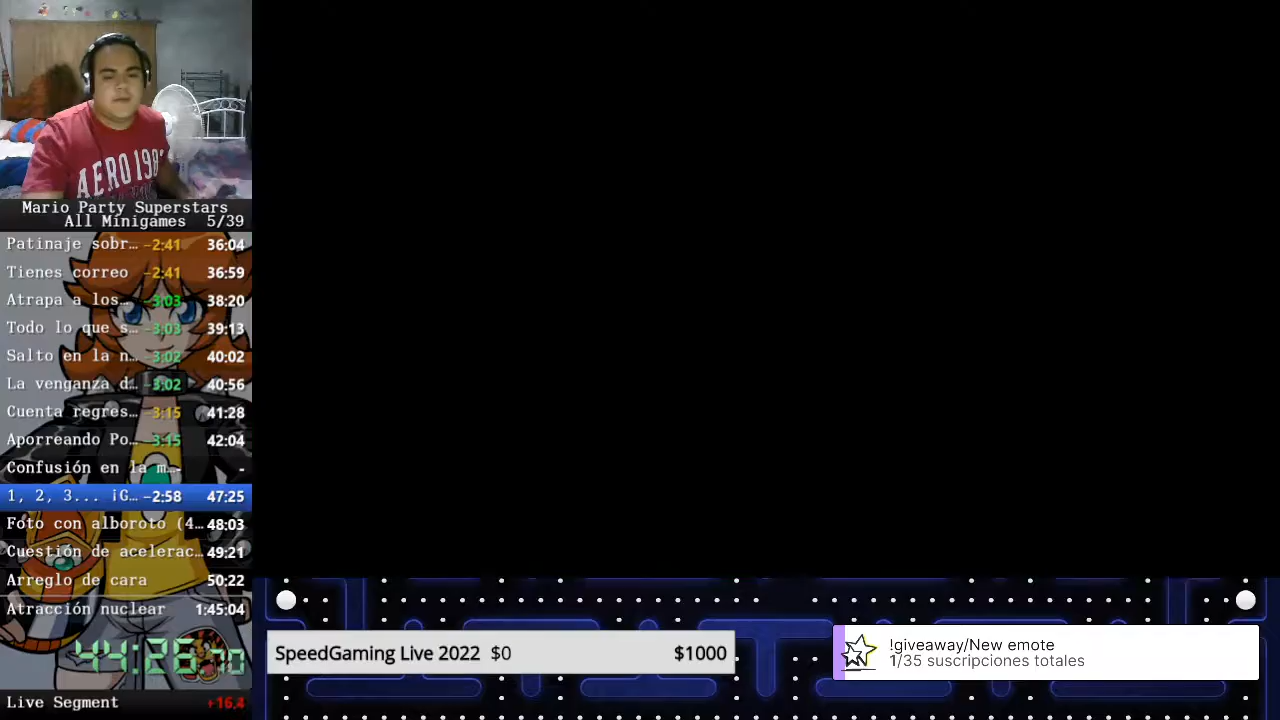 AERO 1987
Mario Party Superstars
All Minigames 5/39
Patinaje sobr… -2:41 36:04
Tienes correo -2:41 36:59
Atrapa a los… -3:03 38:20
Todo lo que s… -3:03 39:13
Salto en la n… -3:02 40:02
La venganza d… -3:02 40:56
Cuenta regres… -3:15 41:28
Aporreando Po… -3:15 42:04
Confusión en la m… - -
1, 2, 3... ¡G… -2:58 47:25
Foto con alboroto (4… 48:03
Cuestión de acelerac… 49:21
Arreglo de cara 50:22
Atracción nuclear 1:45:04
44:26.70
Live Segment +16.4
SpeedGaming Live 2022 $0 $1000
!giveaway/New emote
1/35 suscripciones totales